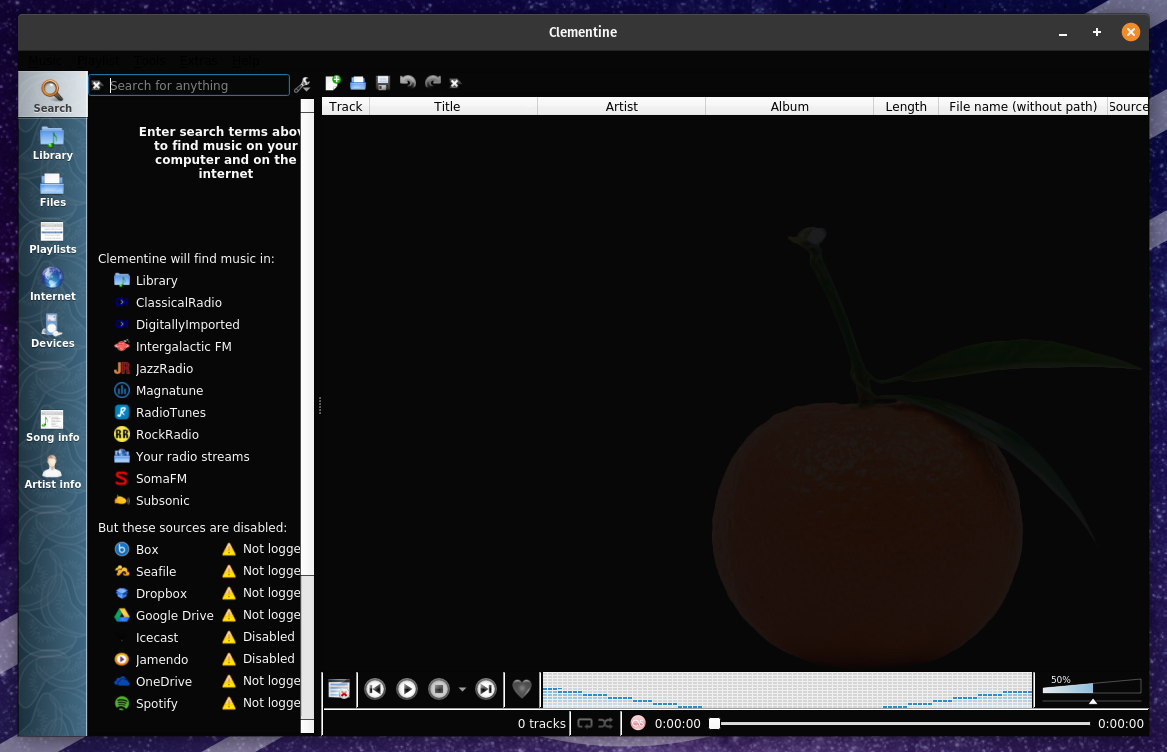 Clementine
Music Playlist Tools Extras Help
Search
Library
Files
Playlists
Internet
Devices
Song info
Artist info
Search for anything
Enter search terms abov
to find music on your
computer and on the
internet
Clementine will find music in:
Library
ClassicalRadio
DigitallyImported
Intergalactic FM
JazzRadio
Magnatune
RadioTunes
RockRadio
Your radio streams
SomaFM
Subsonic
But these sources are disabled:
Box Not logge
Seafile Not logge
Dropbox Not logge
Google Drive Not logge
Icecast Disabled
Jamendo Disabled
OneDrive Not logge
Spotify Not logge
Track Title Artist Album Length File name (without path) Source
50%
0 tracks 0:00:00 0:00:00